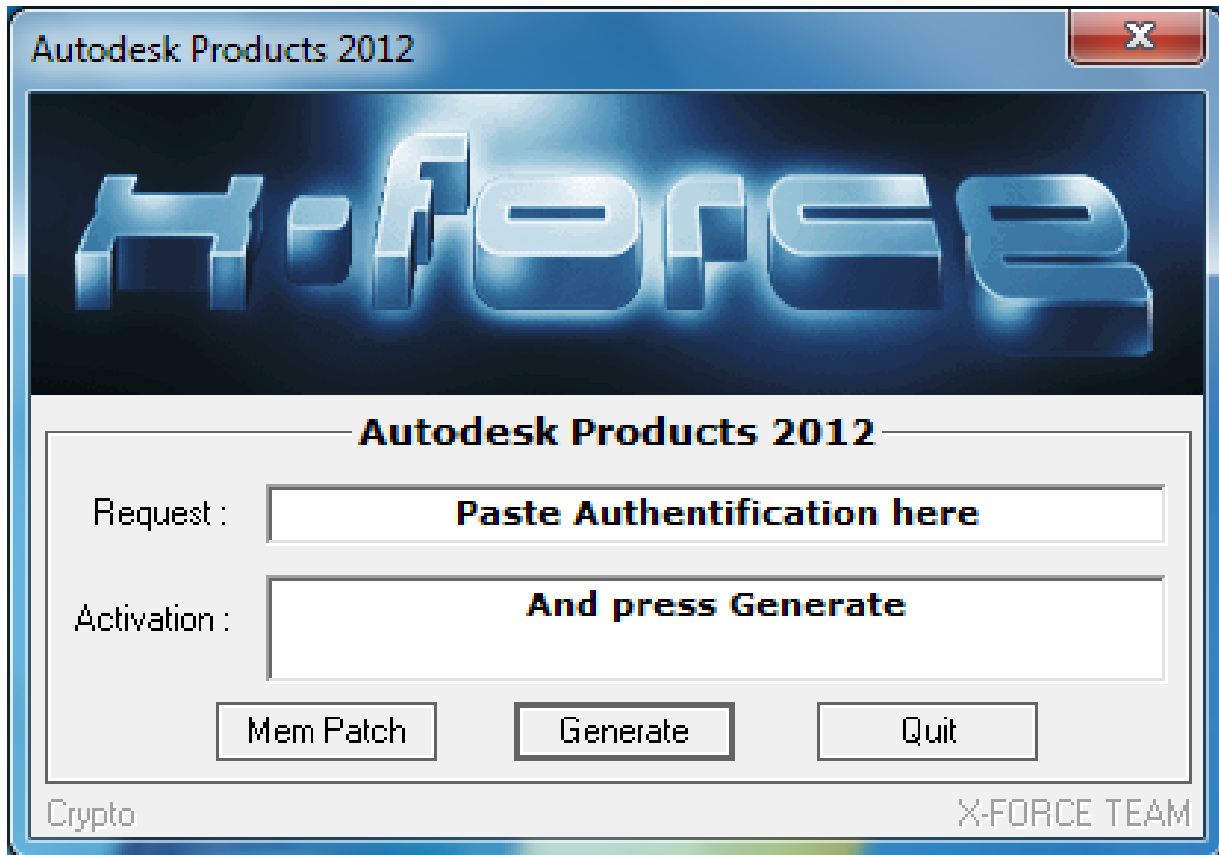 Autodesk Products 2012
x
x-force
Autodesk Products 2012
Request :
Paste Authentification here
Activation :
And press Generate
Mem Patch
Generate
Quit
Crypto
X-FORCE TEAM